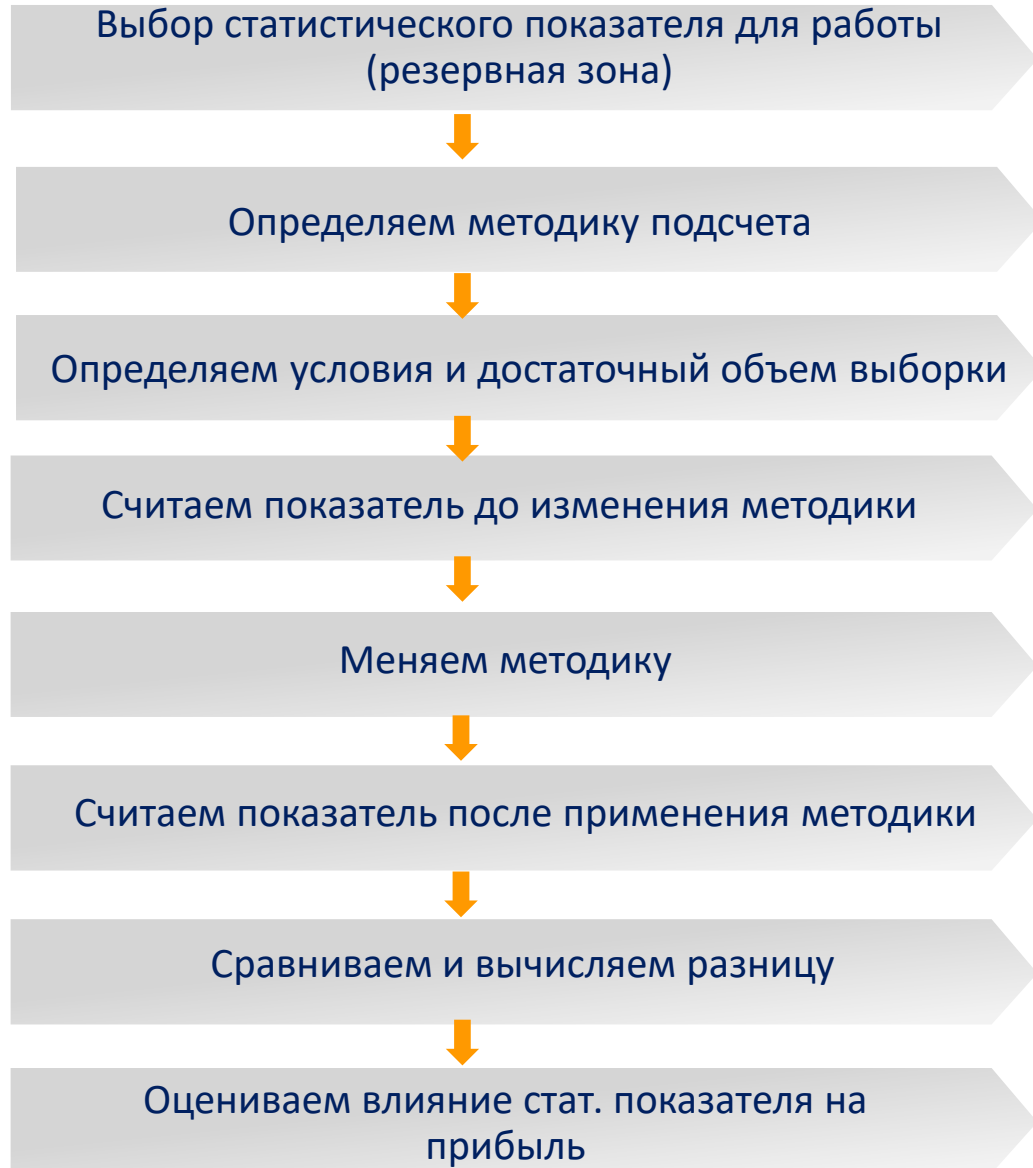 Выбор статистического показателя для работы
(резервная зона)
Определяем методику подсчета
Определяем условия и достаточный объем выборки
Считаем показатель до изменения методики
Меняем методику
Считаем показатель после применения методики
Сравниваем и вычисляем разницу
Оцениваем влияние стат. показателя на
прибыль